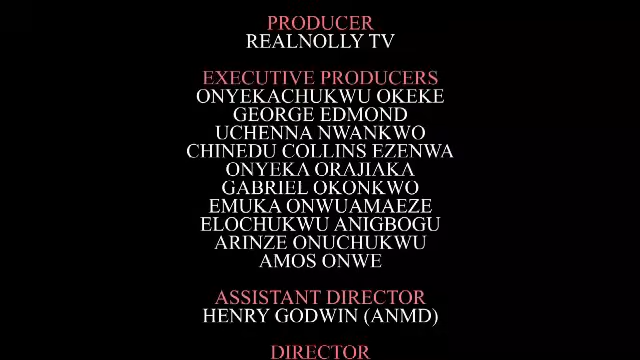 PRODUCER
REALNOLLY TV
EXECUTIVE PRODUCERS
ONYEKACHUKWU OKEKE
GEORGE EDMOND
UCHENNA NWANKWO
CHINEDU COLLINS EZENWA
ONYEKA ORAJIAKA
GABRIEL OKONKWO
EMUKA ONWUAMAEZE
ELOCHUKWU ANIGBOGU
ARINZE ONUCHUKWU
AMOS ONWE
ASSISTANT DIRECTOR
HENRY GODWIN (ANMD)
DIRECTOR